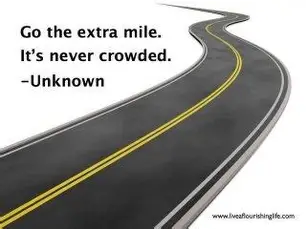 Go the extra mile.
It's never crowded.
-Unknown
www.liveaflourishinglife.com